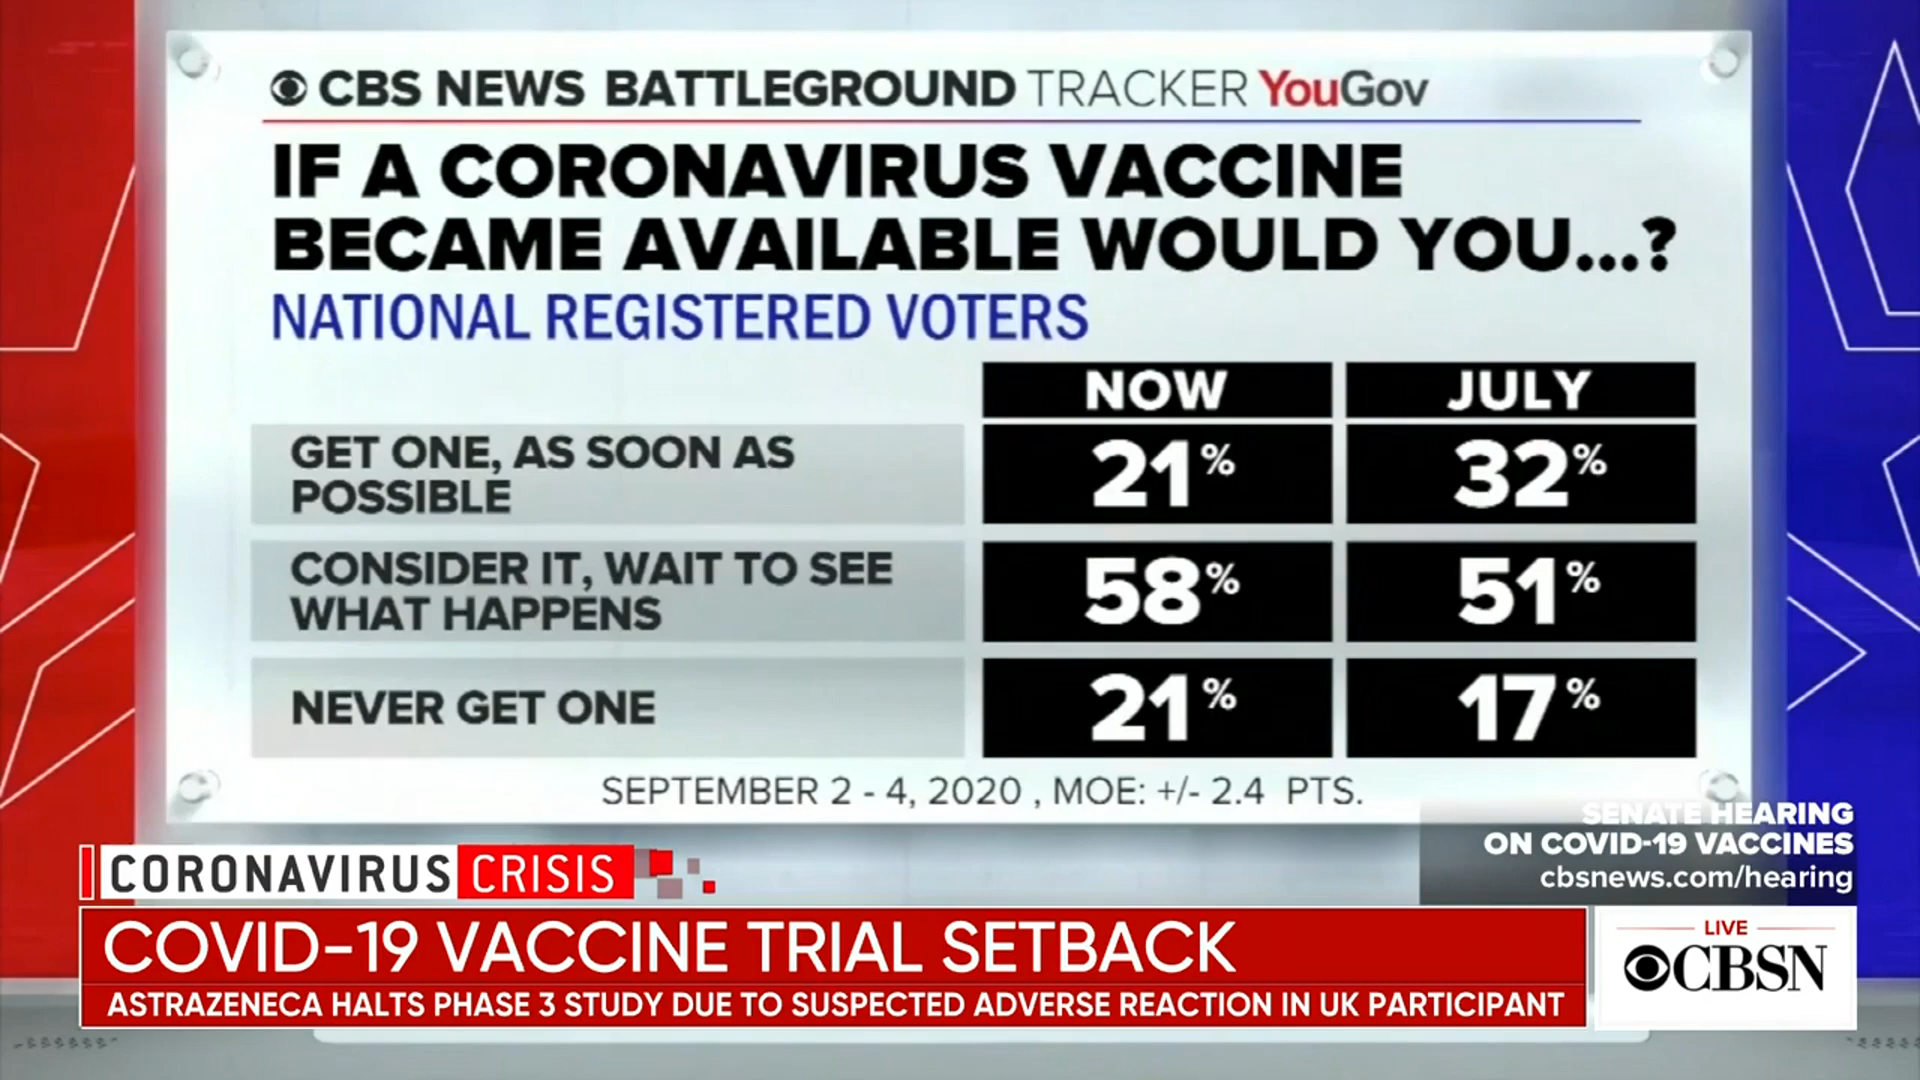 CBS NEWS BATTLEGROUND TRACKER YouGov
IF A CORONAVIRUS VACCINE
BECAME AVAILABLE WOULD YOU...?
NATIONAL REGISTERED VOTERS
NOW JULY
GET ONE, AS SOON AS
POSSIBLE
21% 32%
CONSIDER IT, WAIT TO SEE
WHAT HAPPENS
58% 51%
NEVER GET ONE
21% 17%
SEPTEMBER 2 - 4, 2020 , MOE: +/- 2.4 PTS.
SENATE HEARING
ON COVID-19 VACCINES
cbsnews.com/hearing
CORONAVIRUS CRISIS
COVID-19 VACCINE TRIAL SETBACK
ASTRAZENECA HALTS PHASE 3 STUDY DUE TO SUSPECTED ADVERSE REACTION IN UK PARTICIPANT
LIVE
CBSN